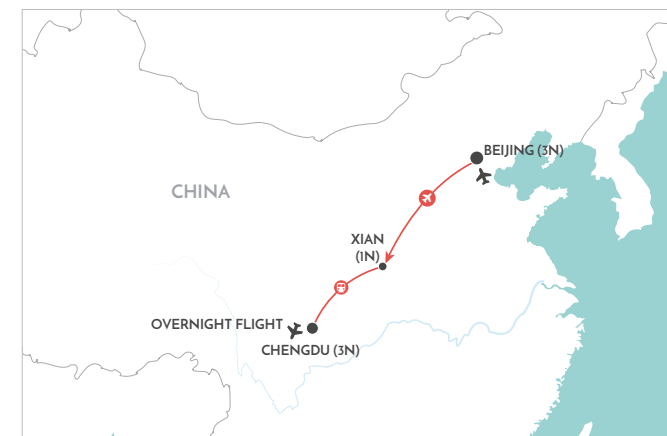 BEIJING (3N)
CHINA
XIAN
(1N)
OVERNIGHT FLIGHT
CHENGDU (3N)